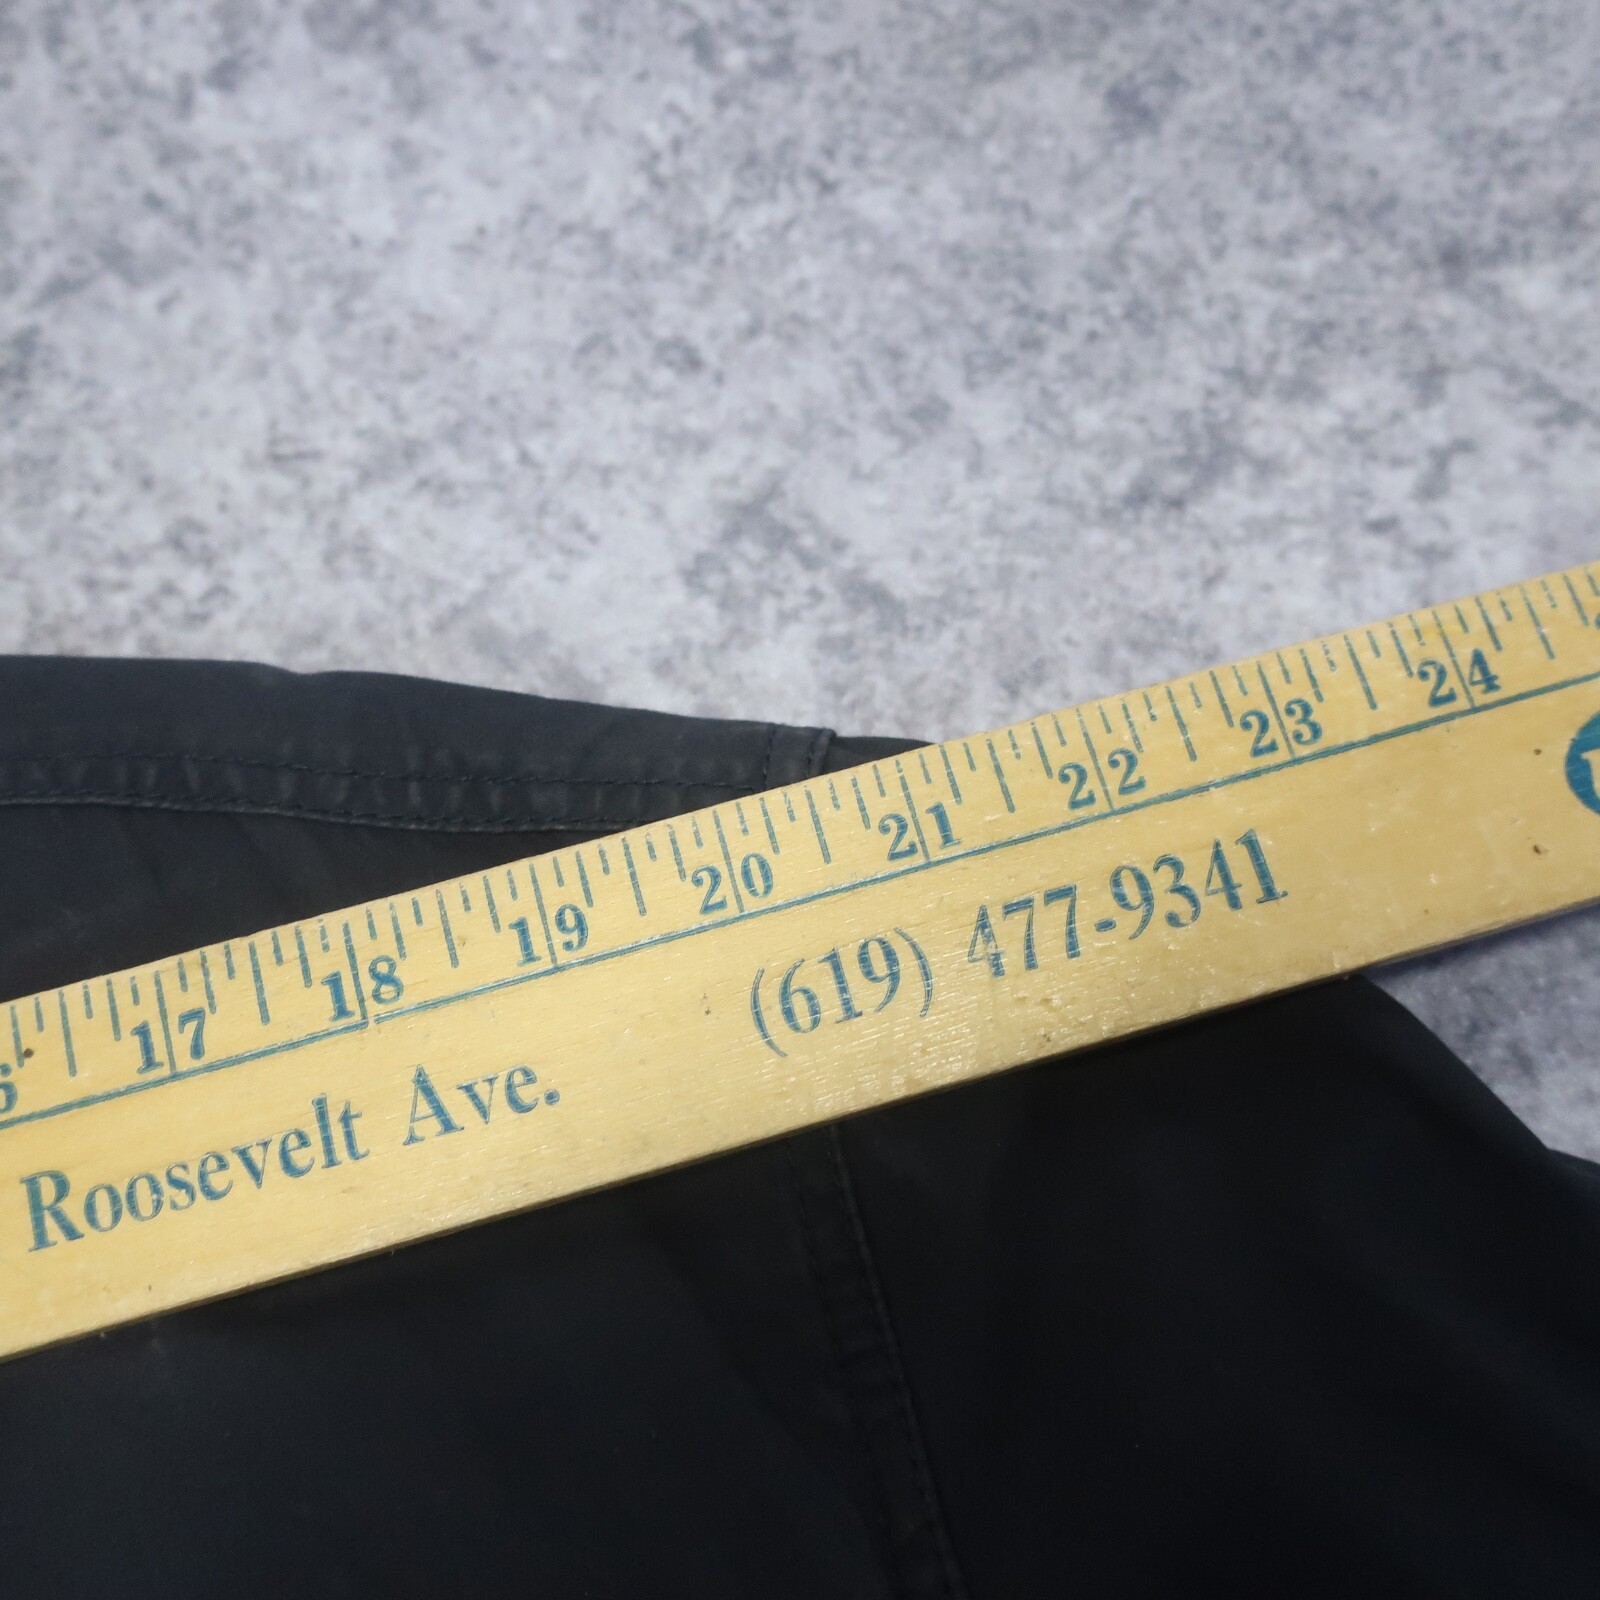 17 18 19 20 21 22 23 24
Roosevelt Ave. (619) 477-9341